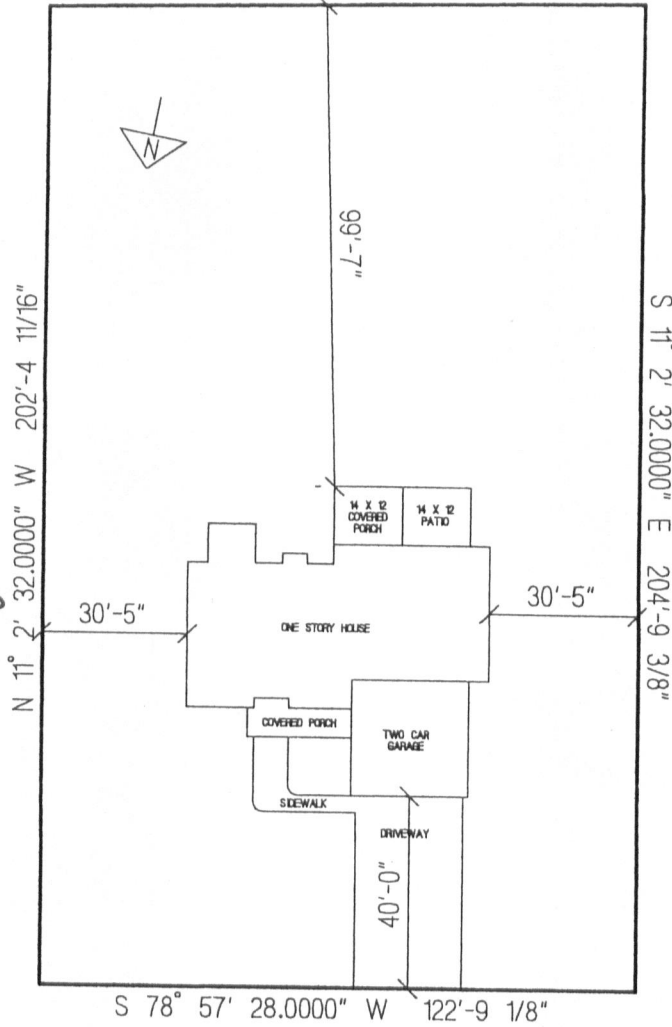 N
99'-7"
N 11° 2' 32.0000" W 202'-4 11/16"
S 11° 2' 32.0000" E 204'-9 3/8"
14 X 12
COVERED
PORCH
14 X 12
PATIO
30'-5"
ONE STORY HOUSE
30'-5"
COVERED PORCH
TWO CAR
GARAGE
SIDEWALK
DRIVEWAY
40'-0"
S 78° 57' 28.0000" W 122'-9 1/8"